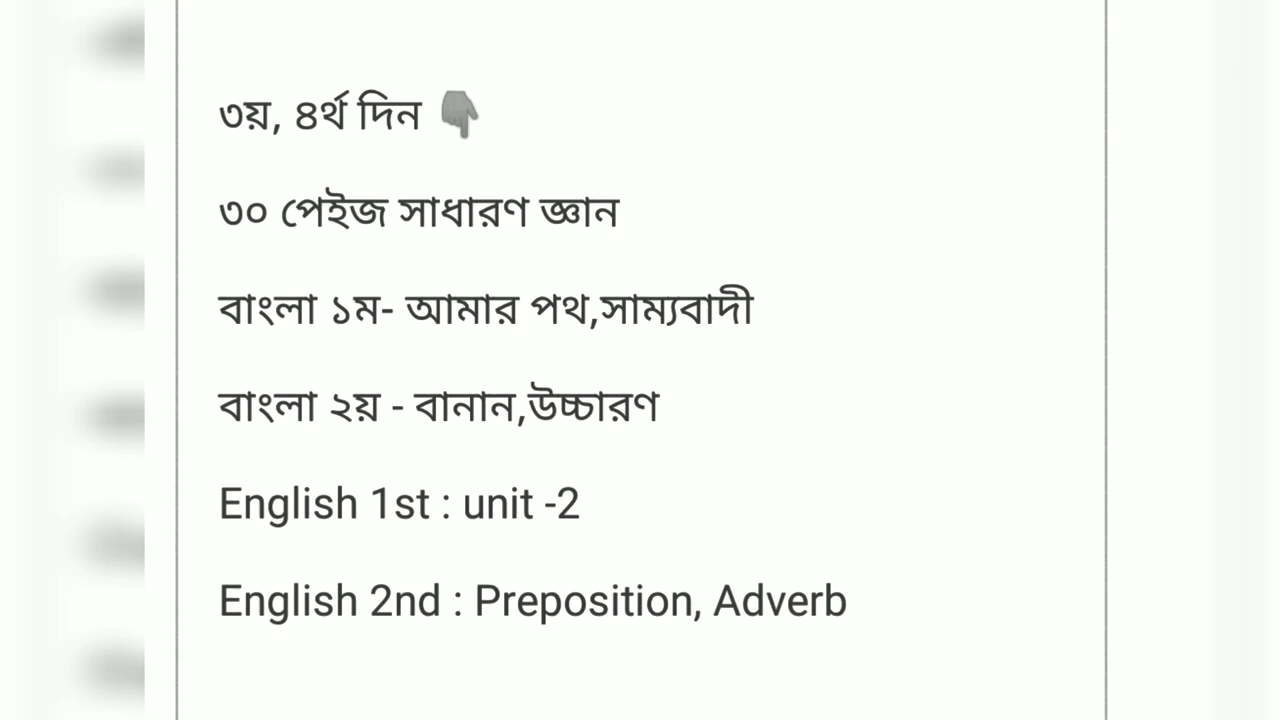 ৩য়, ৪র্থ দিন 👇
৩০ পেইজ সাধারণ জ্ঞান
বাংলা ১ম- আমার পথ,সাম্যবাদী
বাংলা ২য় - বানান,উচ্চারণ
English 1st : unit -2
English 2nd : Preposition, Adverb